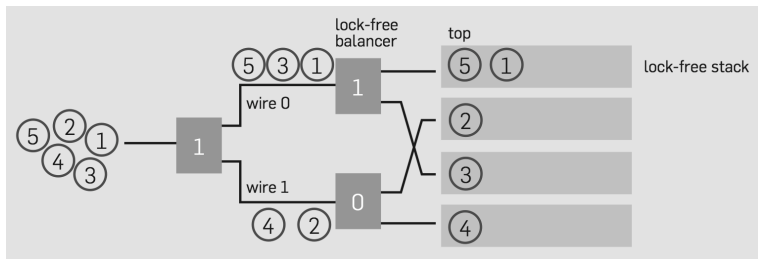 lock-free
balancer
top
5 3 1
5 1
lock-free stack
1
wire 0
2
5 2 1
1
4 3
3
wire 1
0
4 2
4